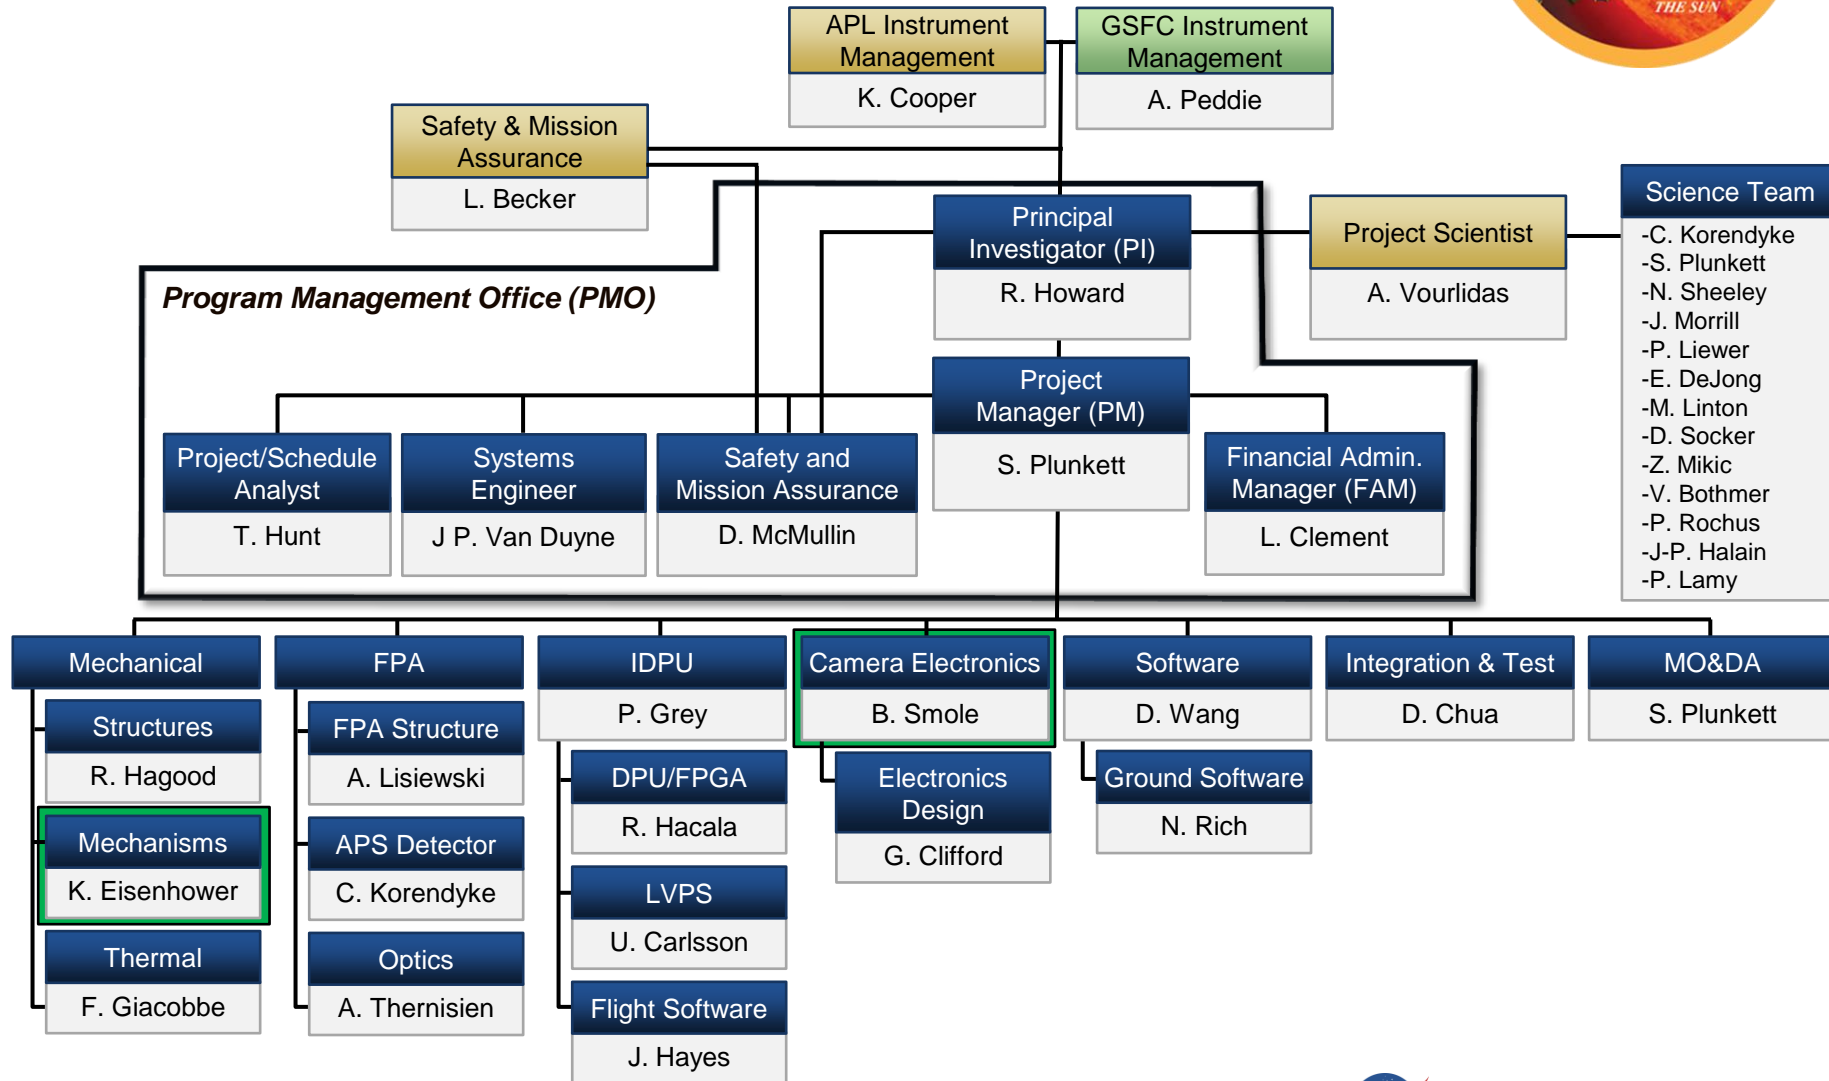 THE SUN
APL Instrument
Management
K. Cooper
GSFC Instrument
Management
A. Peddie
Safety & Mission
Assurance
L. Becker
Principal
Investigator (PI)
R. Howard
Project Scientist
A. Vourlidas
Science Team
-C. Korendyke
-S. Plunkett
-N. Sheeley
-J. Morrill
-P. Liewer
-E. DeJong
-M. Linton
-D. Socker
-Z. Mikic
-V. Bothmer
-P. Rochus
-J-P. Halain
-P. Lamy
Program Management Office (PMO)
Project
Manager (PM)
S. Plunkett
Project/Schedule
Analyst
T. Hunt
Systems
Engineer
J P. Van Duyne
Safety and
Mission Assurance
D. McMullin
Financial Admin.
Manager (FAM)
L. Clement
Mechanical
Structures
R. Hagood
Mechanisms
K. Eisenhower
Thermal
F. Giacobbe
FPA
FPA Structure
A. Lisiewski
APS Detector
C. Korendyke
Optics
A. Thernisien
IDPU
P. Grey
DPU/FPGA
R. Hacala
LVPS
U. Carlsson
Flight Software
J. Hayes
Camera Electronics
B. Smole
Electronics
Design
G. Clifford
Software
D. Wang
Ground Software
N. Rich
Integration & Test
D. Chua
MO&DA
S. Plunkett